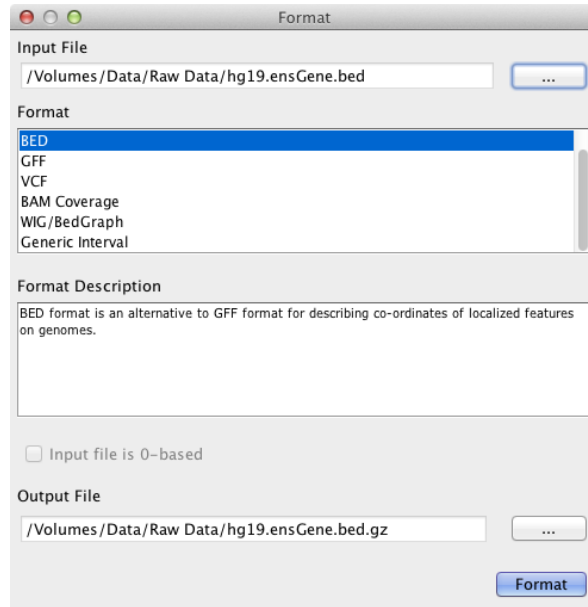 Format
Input File
/Volumes/Data/Raw Data/hg19.ensGene.bed
...
Format
BED
GFF
VCF
BAM Coverage
WIG/BedGraph
Generic Interval
Format Description
BED format is an alternative to GFF format for describing co-ordinates of localized features
on genomes.
Input file is 0-based
Output File
/Volumes/Data/Raw Data/hg19.ensGene.bed.gz
...
Format